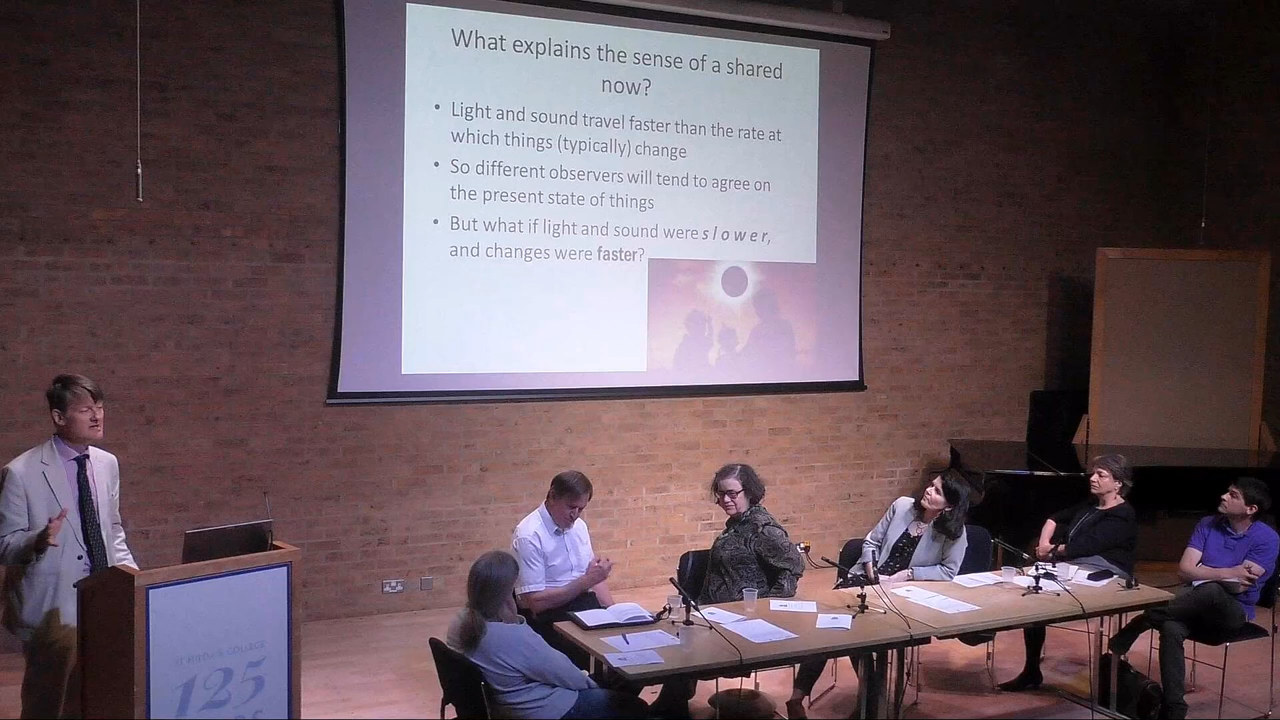 What explains the sense of a shared
now?
• Light and sound travel faster than the rate at
which things (typically) change
• So different observers will tend to agree on
the present state of things
• But what if light and sound were s l o w e r,
and changes were faster?
COLLEGE
125